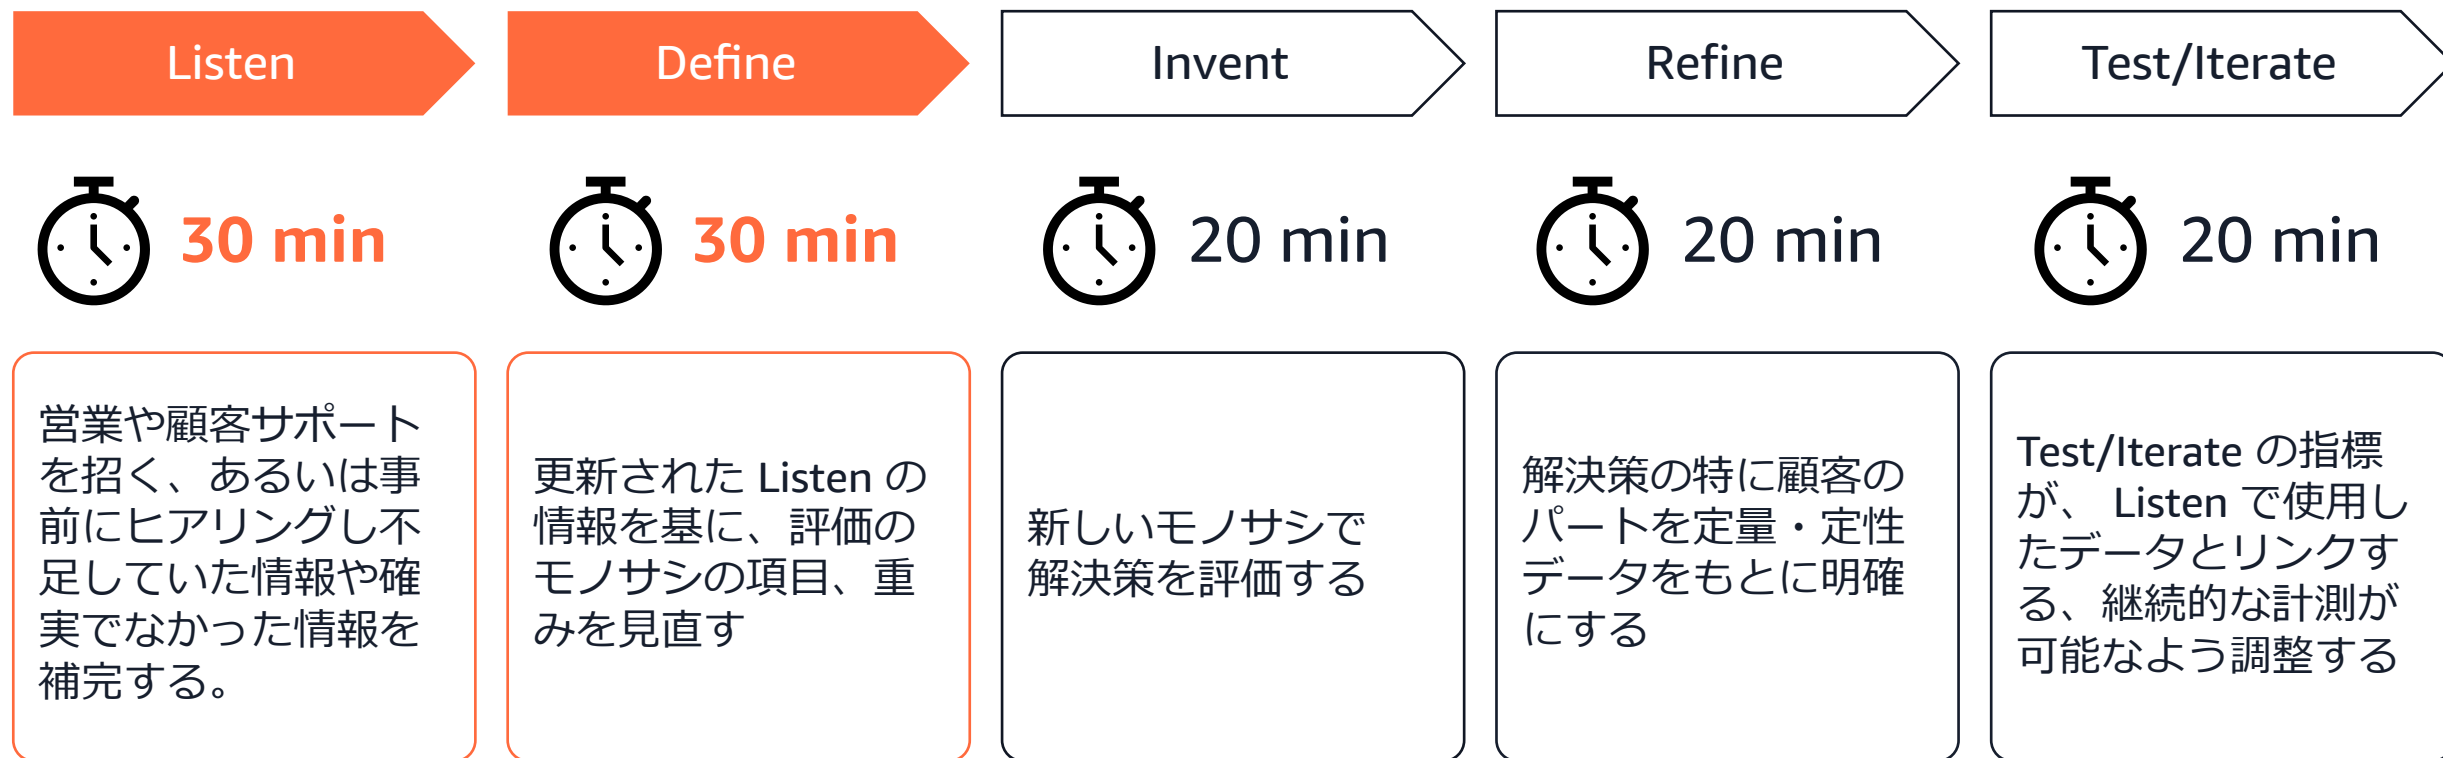 Listen
Define
Invent
Refine
Test/Iterate
30 min
30 min
20 min
20 min
20 min
営業や顧客サポート
を招く、あるいは事
前にヒアリングし不
足していた情報や確
実でなかった情報を
補完する。
更新された Listen の
情報を基に、評価の
モノサシの項目、重
みを見直す
新しいモノサシで
解決策を評価する
解決策の特に顧客の
パートを定量・定性
データをもとに明確
にする
Test/Iterate の指標
が、 Listen で使用し
たデータとリンクす
る、継続的な計測が
可能なよう調整する